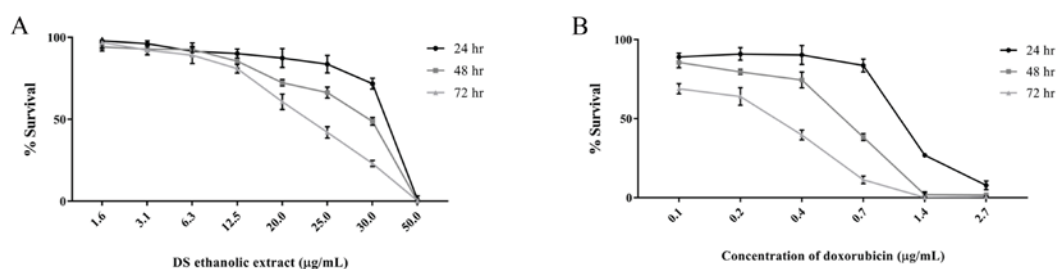 A
100
50
0
% Survival
1.6
3.1
6.3
12.5
20.0
25.0
30.0
50.0
DS ethanolic extract (µg/mL)
24 hr
48 hr
72 hr
B
100
50
0
% Survival
0.1
0.2
0.4
0.7
1.4
2.7
Concentration of doxorubicin (µg/mL)
24 hr
48 hr
72 hr